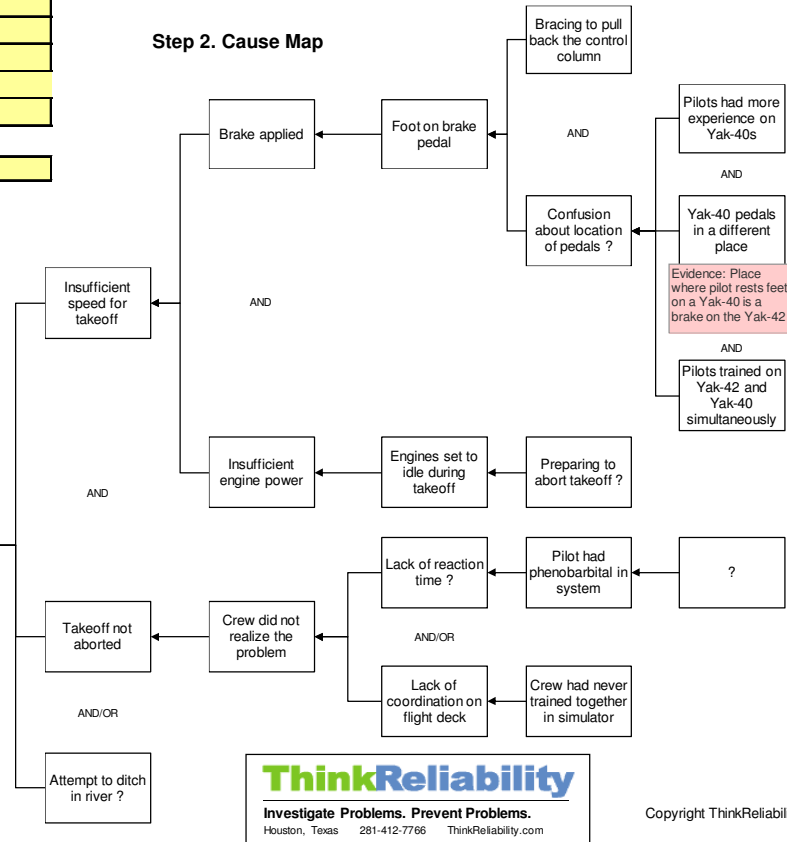 Step 2. Cause Map
Bracing to pull
back the control
column
Brake applied
Foot on brake
pedal
AND
Pilots had more
experience on
Yak-40s
AND
Confusion
about location
of pedals ?
Yak-40 pedals
in a different
place
Evidence: Place
where pilot rests feet
on a Yak-40 is a
brake on the Yak-42
AND
Pilots trained on
Yak-42 and
Yak-40
simultaneously
Insufficient
speed for
takeoff
AND
Insufficient
engine power
Engines set to
idle during
takeoff
Preparing to
abort takeoff ?
AND
Lack of reaction
time ?
Pilot had
phenobarbital in
system
?
Takeoff not
aborted
Crew did not
realize the
problem
AND/OR
Lack of
coordination on
flight deck
Crew had never
trained together
in simulator
AND/OR
Attempt to ditch
in river ?
ThinkReliability
Investigate Problems. Prevent Problems.
Houston, Texas 281-412-7766 ThinkReliability.com
Copyright ThinkReliabili